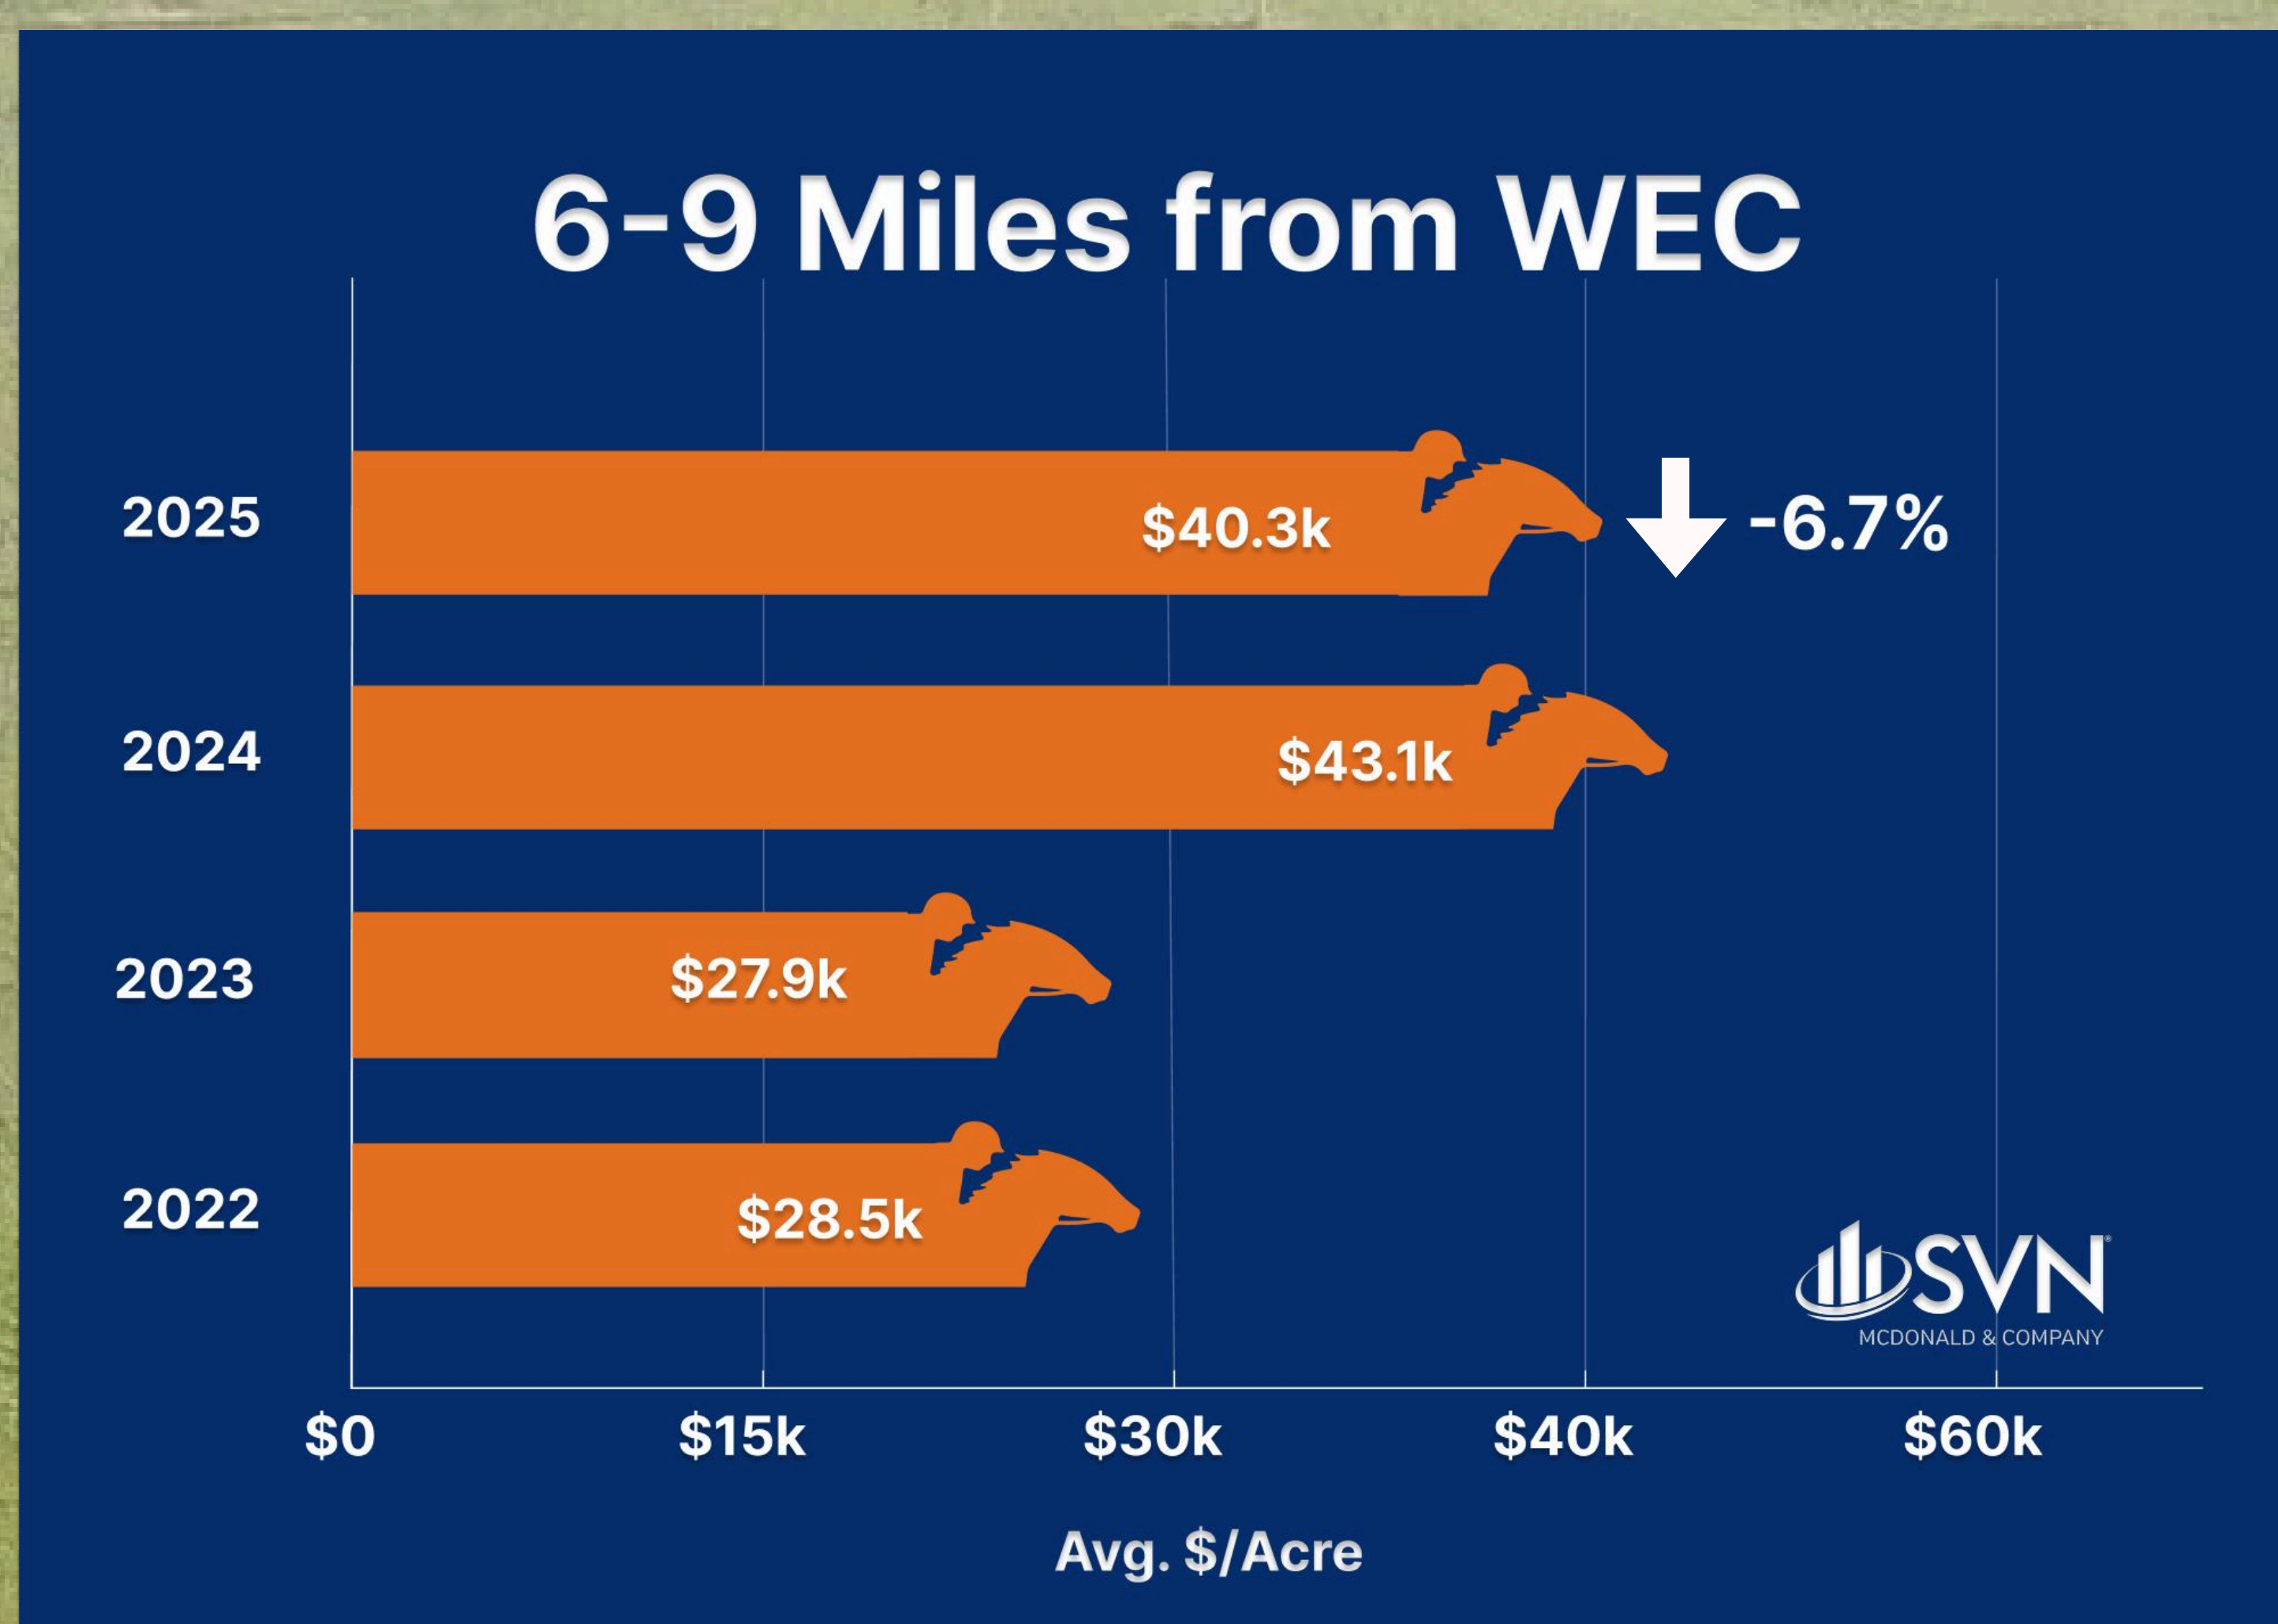 6-9 Miles from WEC
2025
$40.3k
-6.7%
2024
$43.1k
2023
$27.9k
2022
$28.5k
SVN®
MCDONALD & COMPANY
$0 $15k $30k $40k $60k
Avg. $/Acre